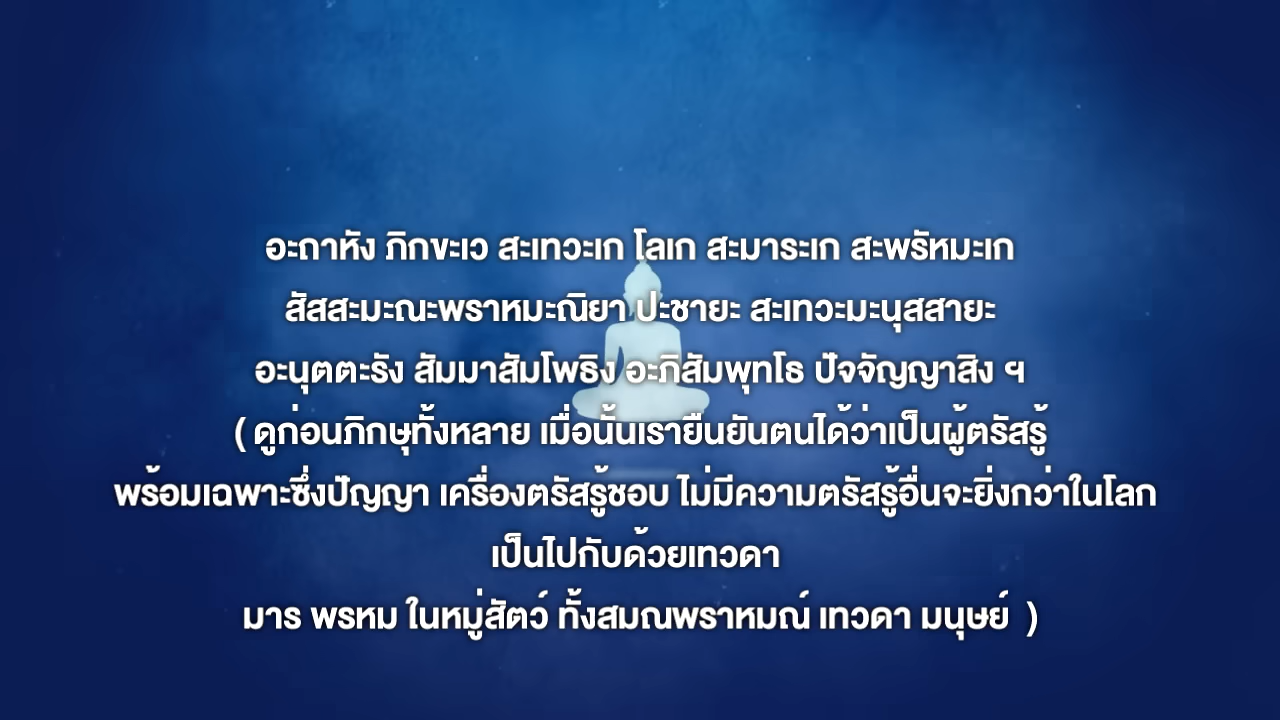 อะถาหัง ภิกขะเว สะเทวะเก โลเก สะมาระเก สะพรัหมะเก
สัสสะมะณะพราหมะณิยา ปะชายะ สะเทวะมะนุสสายะ
อะนุตตะรัง สัมมาสัมโพธิง อะภิสัมพุทโธ ปัจจัญญาสิง ฯ
( ดูก่อนภิกษุทั้งหลาย เมื่อนั้นเรายืนยันตนได้ว่าเป็นผู้ตรัสรู้
พร้อมเฉพาะซึ่งปัญญา เครื่องตรัสรู้ชอบ ไม่มีความตรัสรู้อื่นจะยิ่งกว่าในโลก
เป็นไปกับด้วยเทวดา
มาร พรหม ในหมู่สัตว์ ทั้งสมณพราหมณ์ เทวดา มนุษย์ )